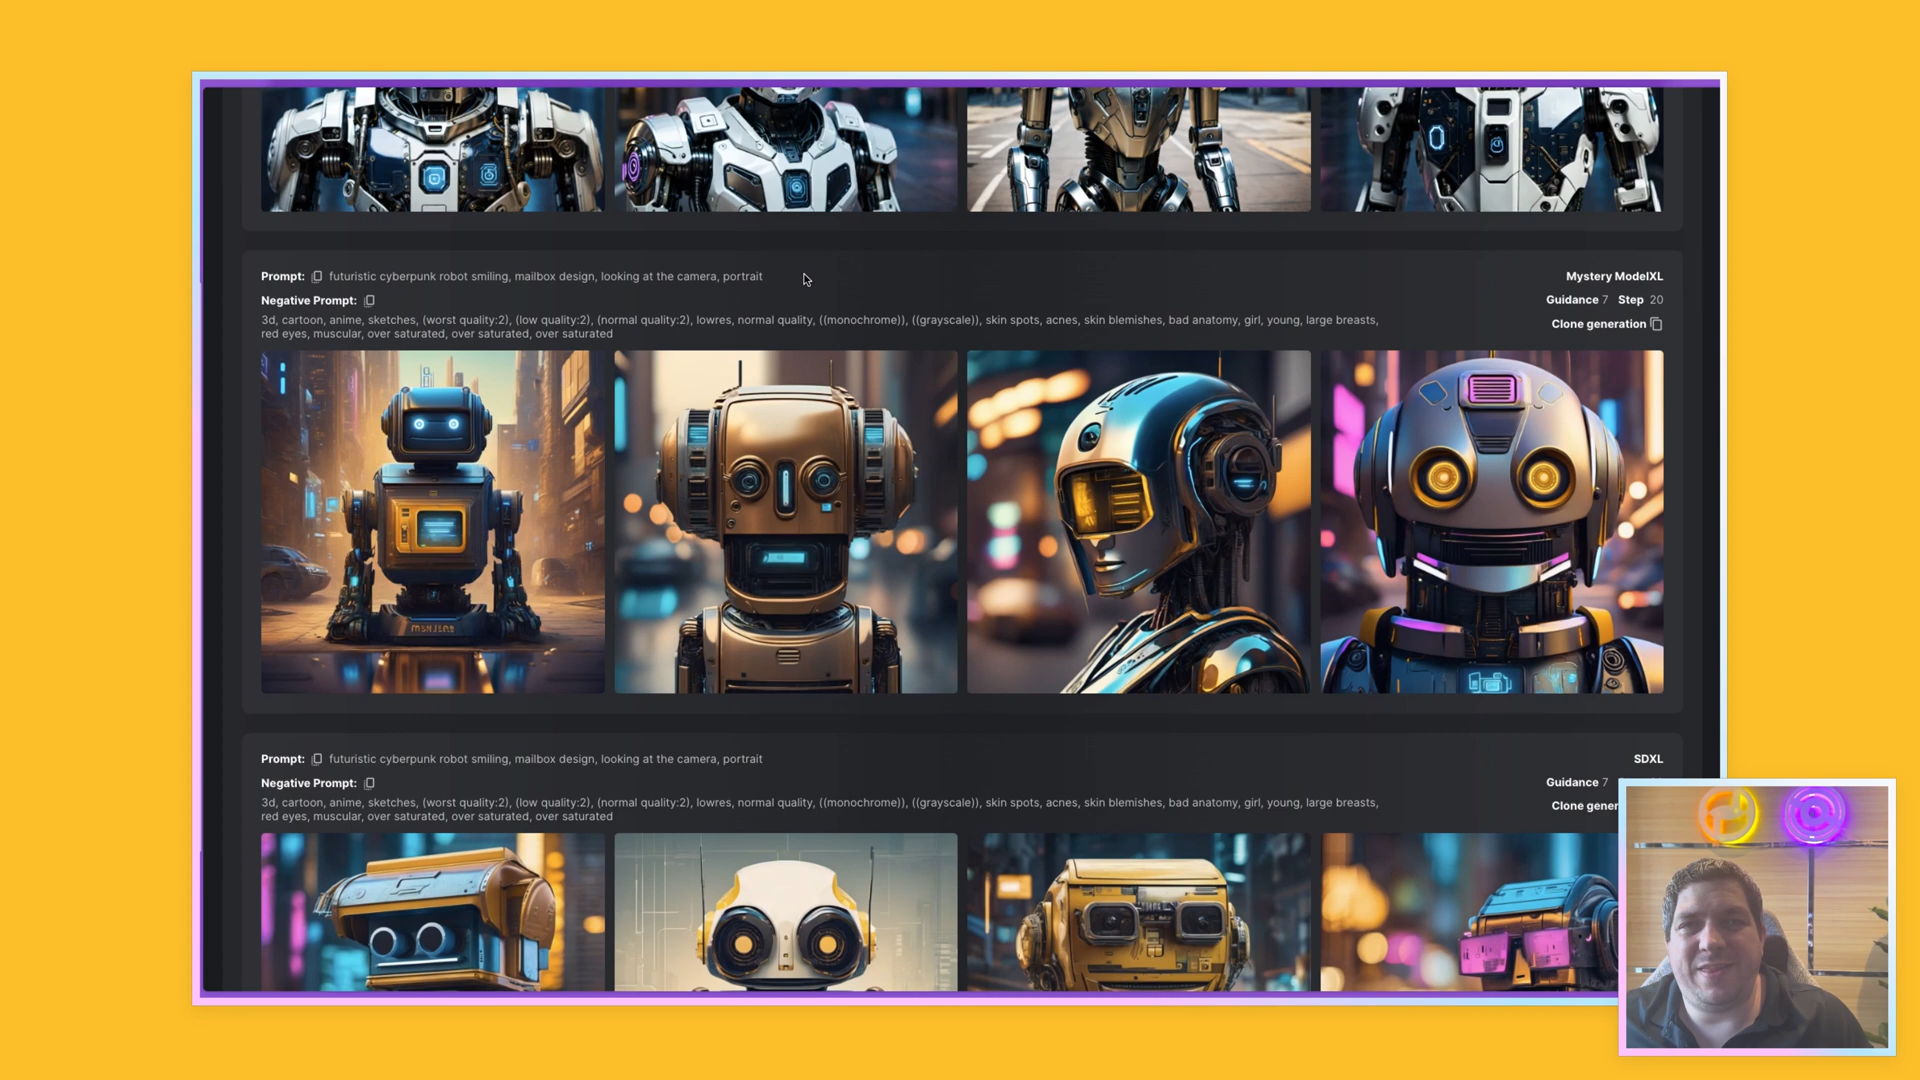 Prompt: futuristic cyberpunk robot smiling, mailbox design, looking at the camera, portrait
Mystery ModelXL
Negative Prompt:
Guidance 7 Step 20
3d, cartoon, anime, sketches, (worst quality:2), (low quality:2), (normal quality:2), lowres, normal quality, ((monochrome)), ((grayscale)), skin spots, acnes, skin blemishes, bad anatomy, girl, young, large breasts,
red eyes, muscular, over saturated, over saturated, over saturated
Clone generation
Prompt: futuristic cyberpunk robot smiling, mailbox design, looking at the camera, portrait
SDXL
Negative Prompt:
Guidance 7
3d, cartoon, anime, sketches, (worst quality:2), (low quality:2), (normal quality:2), lowres, normal quality, ((monochrome)), ((grayscale)), skin spots, acnes, skin blemishes, bad anatomy, girl, young, large breasts,
red eyes, muscular, over saturated, over saturated, over saturated
Clone gener